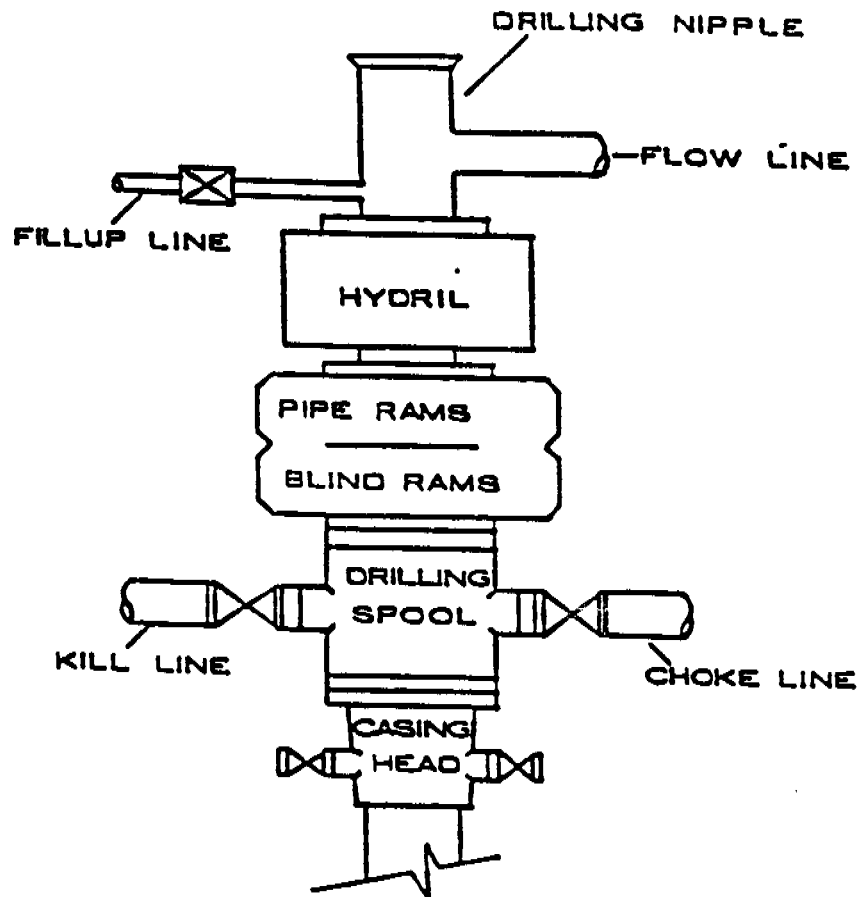 DRILLING NIPPLE
FLOW LINE
FILLUP LINE
HYDRIL
PIPE RAMS
BLIND RAMS
DRILLING
SPOOL
KILL LINE
CHOKE LINE
CASING
HEAD